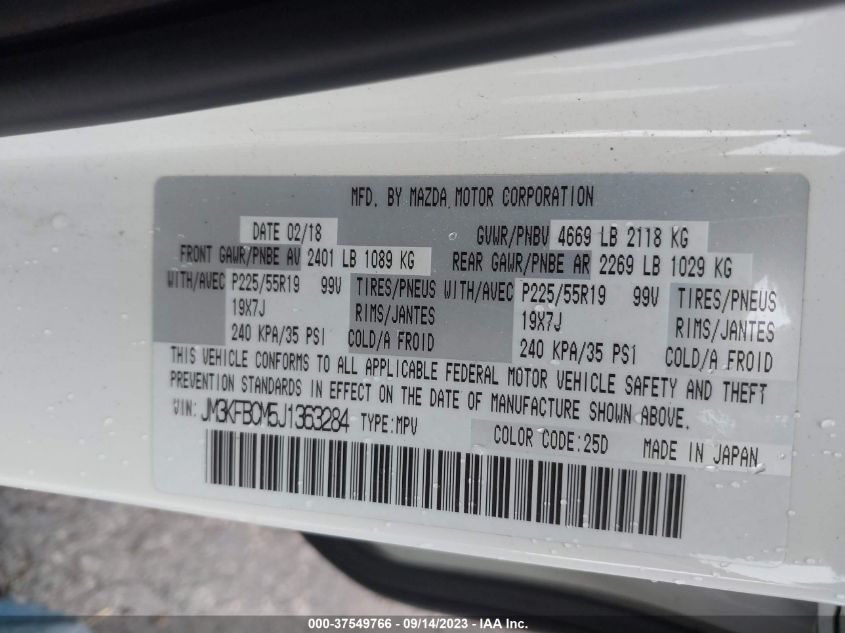 MFD. BY MAZDA MOTOR CORPORATION
DATE 02/18 GVWR/PNBV 4669 LB 2118 KG
FRONT GAWR/PNBE AV 2401 LB 1089 KG REAR GAWR/PNBE AR 2269 LB 1029 KG
WITH/AVEC P225/55R19 99V TIRES/PNEUS WITH/AVEC P225/55R19 99V TIRES/PNEUS
19X7J RIMS/JANTES 19X7J RIMS/JANTES
240 KPA/35 PSI COLD/A FROID 240 KPA/35 PSI COLD/A FROID
THIS VEHICLE CONFORMS TO ALL APPLICABLE FEDERAL MOTOR VEHICLE SAFETY AND THEFT
PREVENTION STANDARDS IN EFFECT ON THE DATE OF MANUFACTURE SHOWN ABOVE.
VIN: JM3KFBCM5J1363284 TYPE:MPV COLOR CODE:25D MADE IN JAPAN
000-37549766 - 09/14/2023 - IAA Inc.